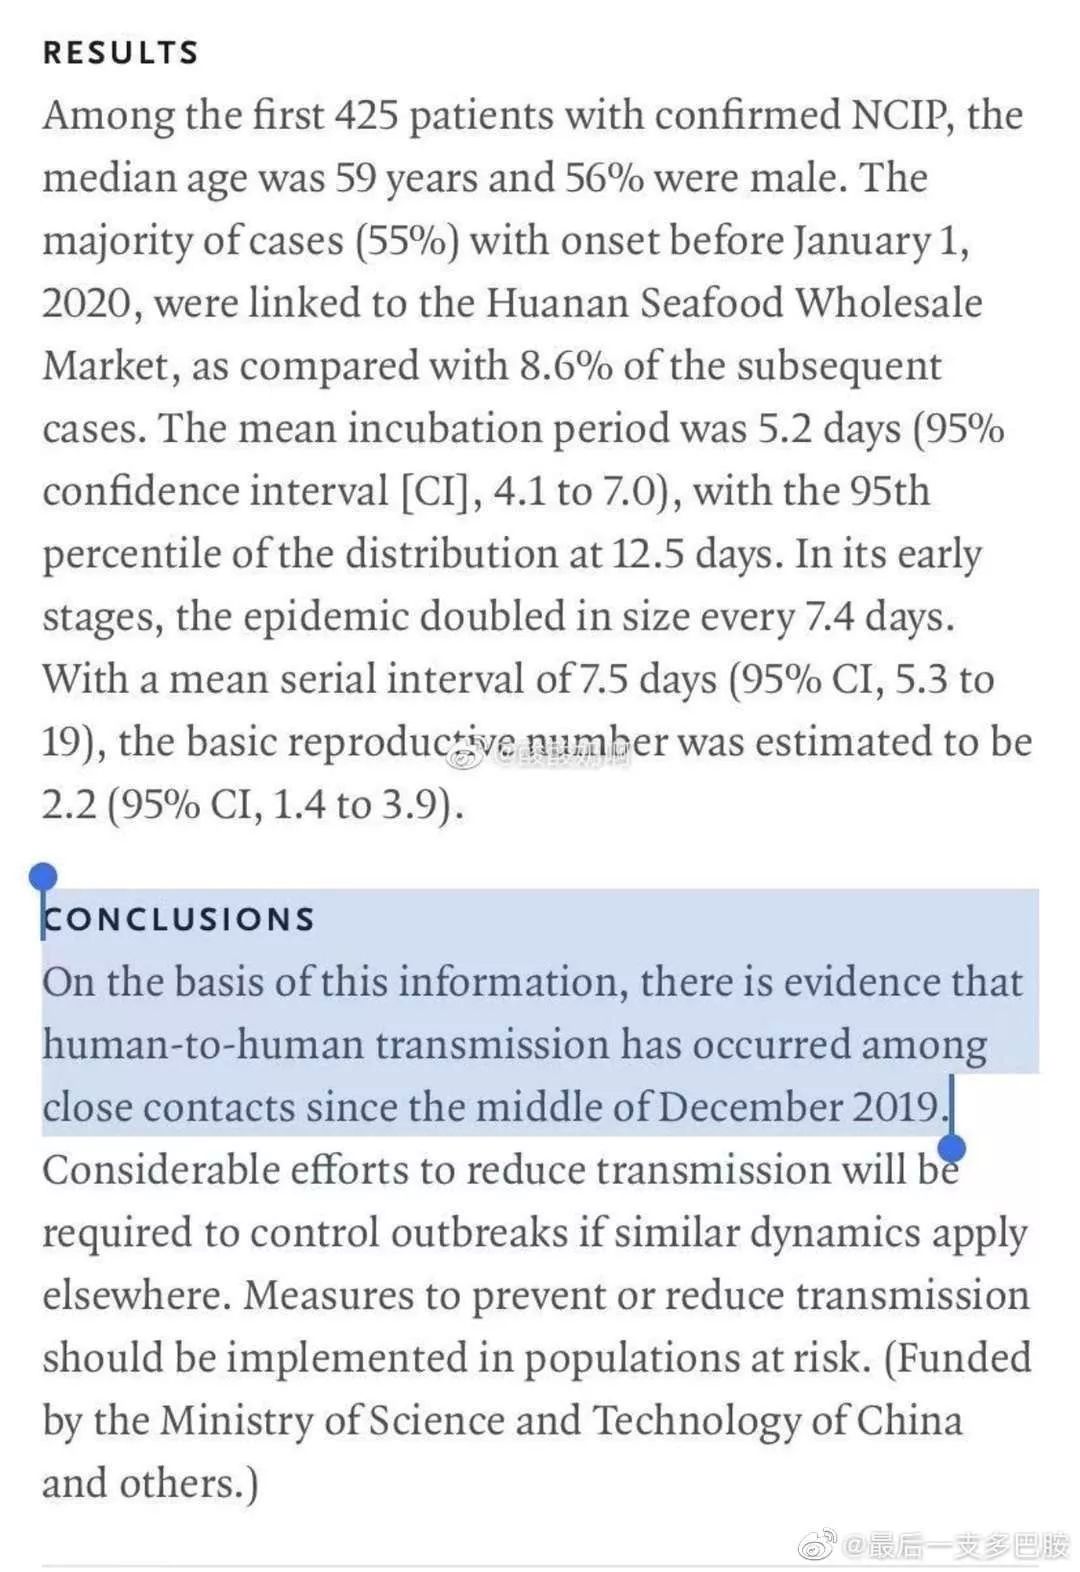 RESULTS
Among the first 425 patients with confirmed NCIP, the
median age was 59 years and 56% were male. The
majority of cases (55%) with onset before January 1,
2020, were linked to the Huanan Seafood Wholesale
Market, as compared with 8.6% of the subsequent
cases. The mean incubation period was 5.2 days (95%
confidence interval [CI], 4.1 to 7.0), with the 95th
percentile of the distribution at 12.5 days. In its early
stages, the epidemic doubled in size every 7.4 days.
With a mean serial interval of 7.5 days (95% CI, 5.3 to
19), the basic reproductive number was estimated to be
2.2 (95% CI, 1.4 to 3.9).
CONCLUSIONS
On the basis of this information, there is evidence that
human-to-human transmission has occurred among
close contacts since the middle of December 2019.
Considerable efforts to reduce transmission will be
required to control outbreaks if similar dynamics apply
elsewhere. Measures to prevent or reduce transmission
should be implemented in populations at risk. (Funded
by the Ministry of Science and Technology of China
and others.)
@最后一支多巴胺